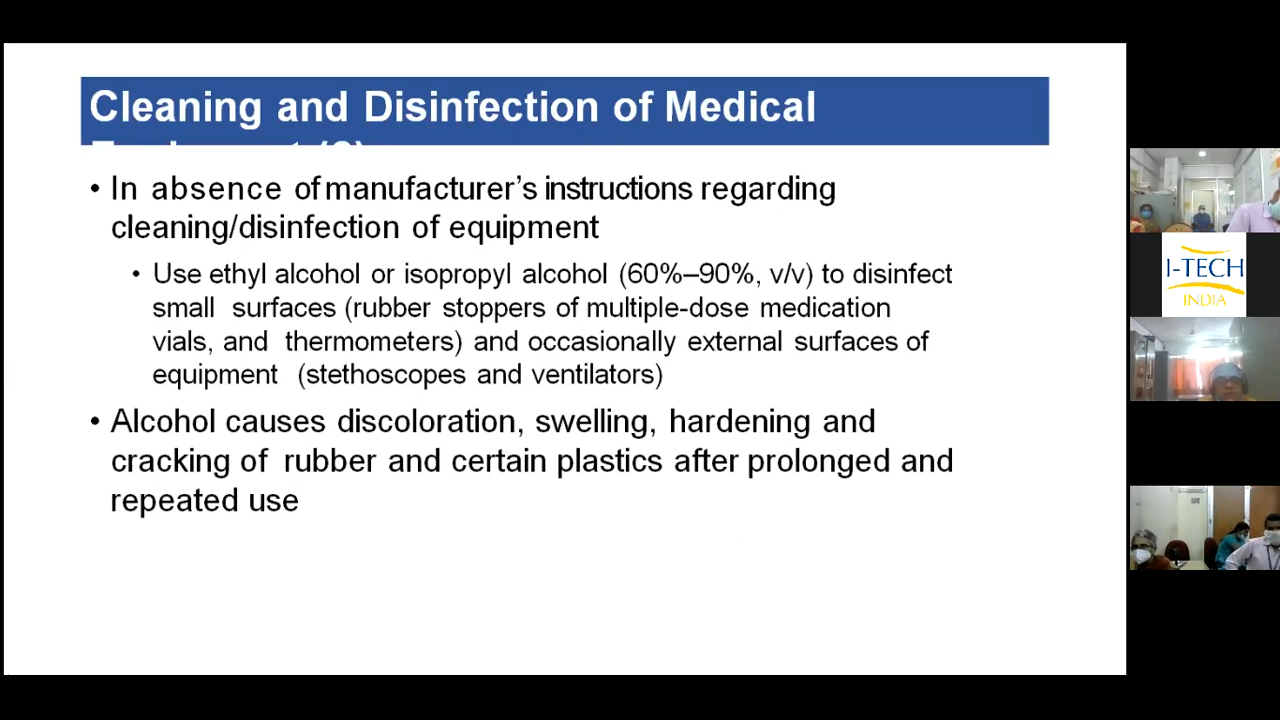 Cleaning and Disinfection of Medical
• In absence of manufacturer's instructions regarding
cleaning/disinfection of equipment
• Use ethyl alcohol or isopropyl alcohol (60%–90%, v/v) to disinfect
small surfaces (rubber stoppers of multiple-dose medication
vials, and thermometers) and occasionally external surfaces of
equipment (stethoscopes and ventilators)
• Alcohol causes discoloration, swelling, hardening and
cracking of rubber and certain plastics after prolonged and
repeated use
I-TECH
INDIA